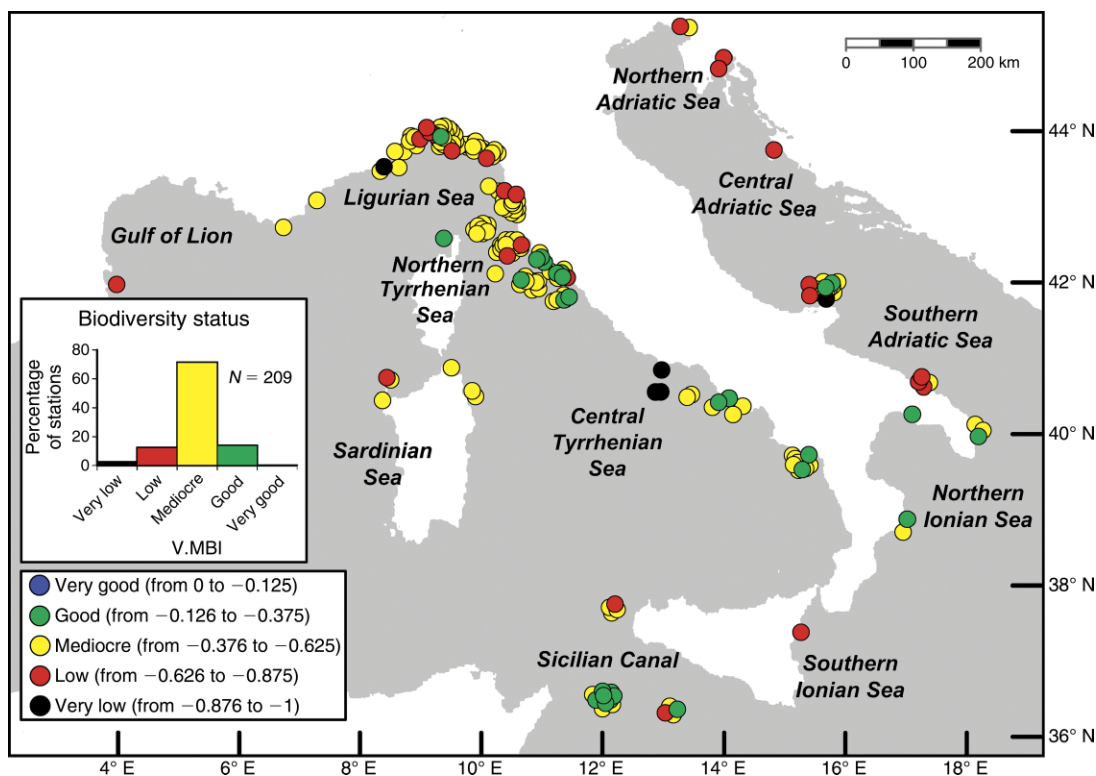 0 100 200 km
Northern
Adriatic Sea
44° N
Ligurian Sea
Central
Adriatic Sea
Gulf of Lion
Northern
Tyrrhenian
Sea
42° N
Southern
Adriatic Sea
Biodiversity status
Percentage
of stations
80
60
40
20
0
N = 209
Very low
Low
Mediocre
Good
Very good
V.MBI
Central
Tyrrhenian
Sea
40° N
Sardinian
Sea
Northern
Ionian Sea
38° N
Very good (from 0 to −0.125)
Good (from −0.126 to −0.375)
Mediocre (from −0.376 to −0.625)
Low (from −0.626 to −0.875)
Very low (from −0.876 to −1)
Sicilian Canal
Southern
Ionian Sea
36° N
4° E 8° E 10° E 12° E 14° E 16° E 18° E